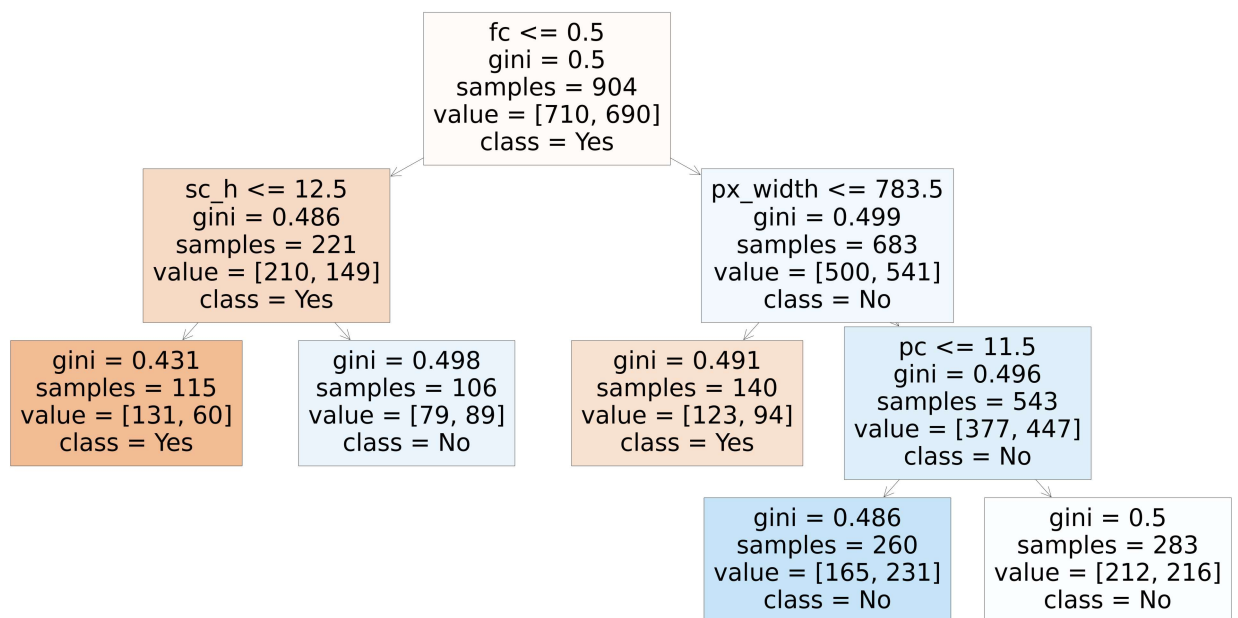 fc <= 0.5
gini = 0.5
samples = 904
value = [710, 690]
class = Yes
sc_h <= 12.5
gini = 0.486
samples = 221
value = [210, 149]
class = Yes
px_width <= 783.5
gini = 0.499
samples = 683
value = [500, 541]
class = No
gini = 0.431
samples = 115
value = [131, 60]
class = Yes
gini = 0.498
samples = 106
value = [79, 89]
class = No
gini = 0.491
samples = 140
value = [123, 94]
class = Yes
pc <= 11.5
gini = 0.496
samples = 543
value = [377, 447]
class = No
gini = 0.486
samples = 260
value = [165, 231]
class = No
gini = 0.5
samples = 283
value = [212, 216]
class = No